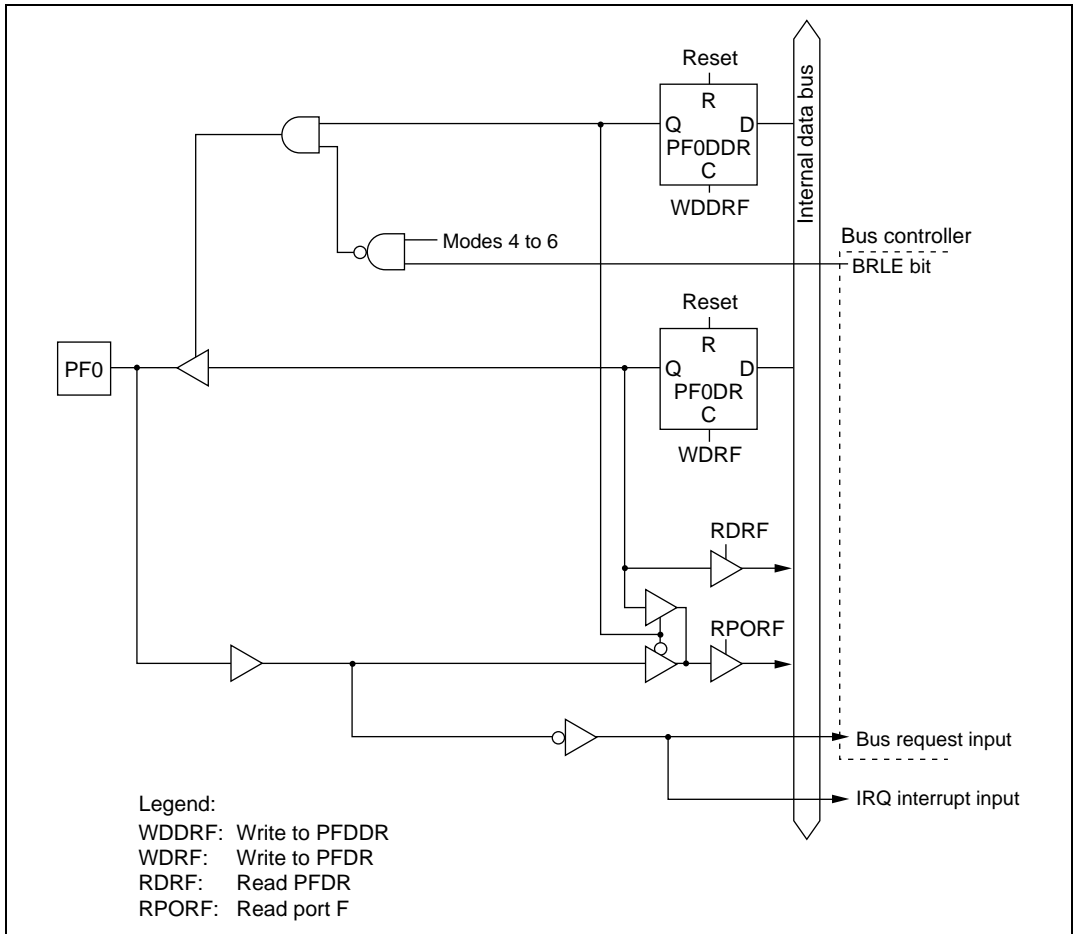 Reset
R
Q D
PF0DDR
C
WDDRF
Internal data bus
Modes 4 to 6
Bus controller
BRLE bit
Reset
R
PF0
Q D
PF0DR
C
WDRF
RDRF
RPORF
Bus request input
IRQ interrupt input
Legend:
WDDRF: Write to PFDDR
WDRF: Write to PFDR
RDRF: Read PFDR
RPORF: Read port F